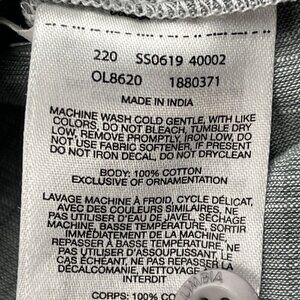 220 SS0619 40002
OL8620 1880371
MADE IN INDIA
MACHINE WASH COLD GENTLE, WITH LIKE
COLORS, DO NOT BLEACH, TUMBLE DRY
LOW, REMOVE PROMPTLY, IRON LOW, DO
NOT USE FABRIC SOFTENER, IF PRESENT
DO NOT IRON DECAL, DO NOT DRYCLEAN
BODY: 100% COTTON
EXCLUSIVE OF ORNAMENTATION
LAVAGE MACHINE À FROID, CYCLE DÉLICAT,
AVEC DES COULEURS SIMILAIRES, NE
PAS UTILISER D'EAU DE JAVEL, SÉCHAGE
MACHINE, BASSE TEMPÉRATURE, SORTIR
IMMÉDIATEMENT DE LA MACHINE,
REPASSER À BASSE TEMPÉRATURE, NE
PAS UTILISER D'ASSOUPLISSANT, LE
CAS ÉCHÉANT, NE PAS REPASSER LA
DÉCALCOMANIE, NETTOYAGE
CORPS: 100% CO
MBIA